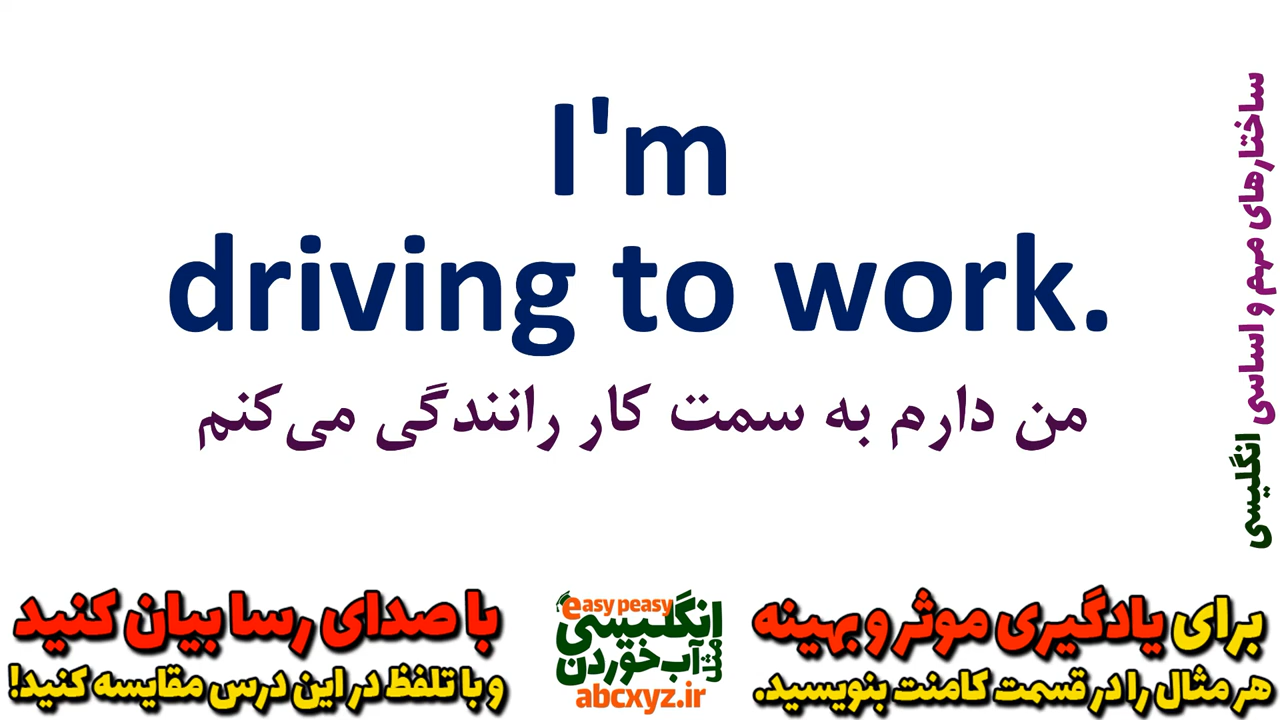 I'm
driving to work.
من دارم به سمت کار رانندگی می‌کنم
ساختارهای مهم و اساسی انگلیسی
برای یادگیری موثر و بهینه
هر مثال را در قسمت کامنت بنویسید.
easy peasy
انگلیسی
مثل آب خوردن
abcxyz.ir
با صدای رسا بیان کنید
و با تلفظ در این درس مقایسه کنید!